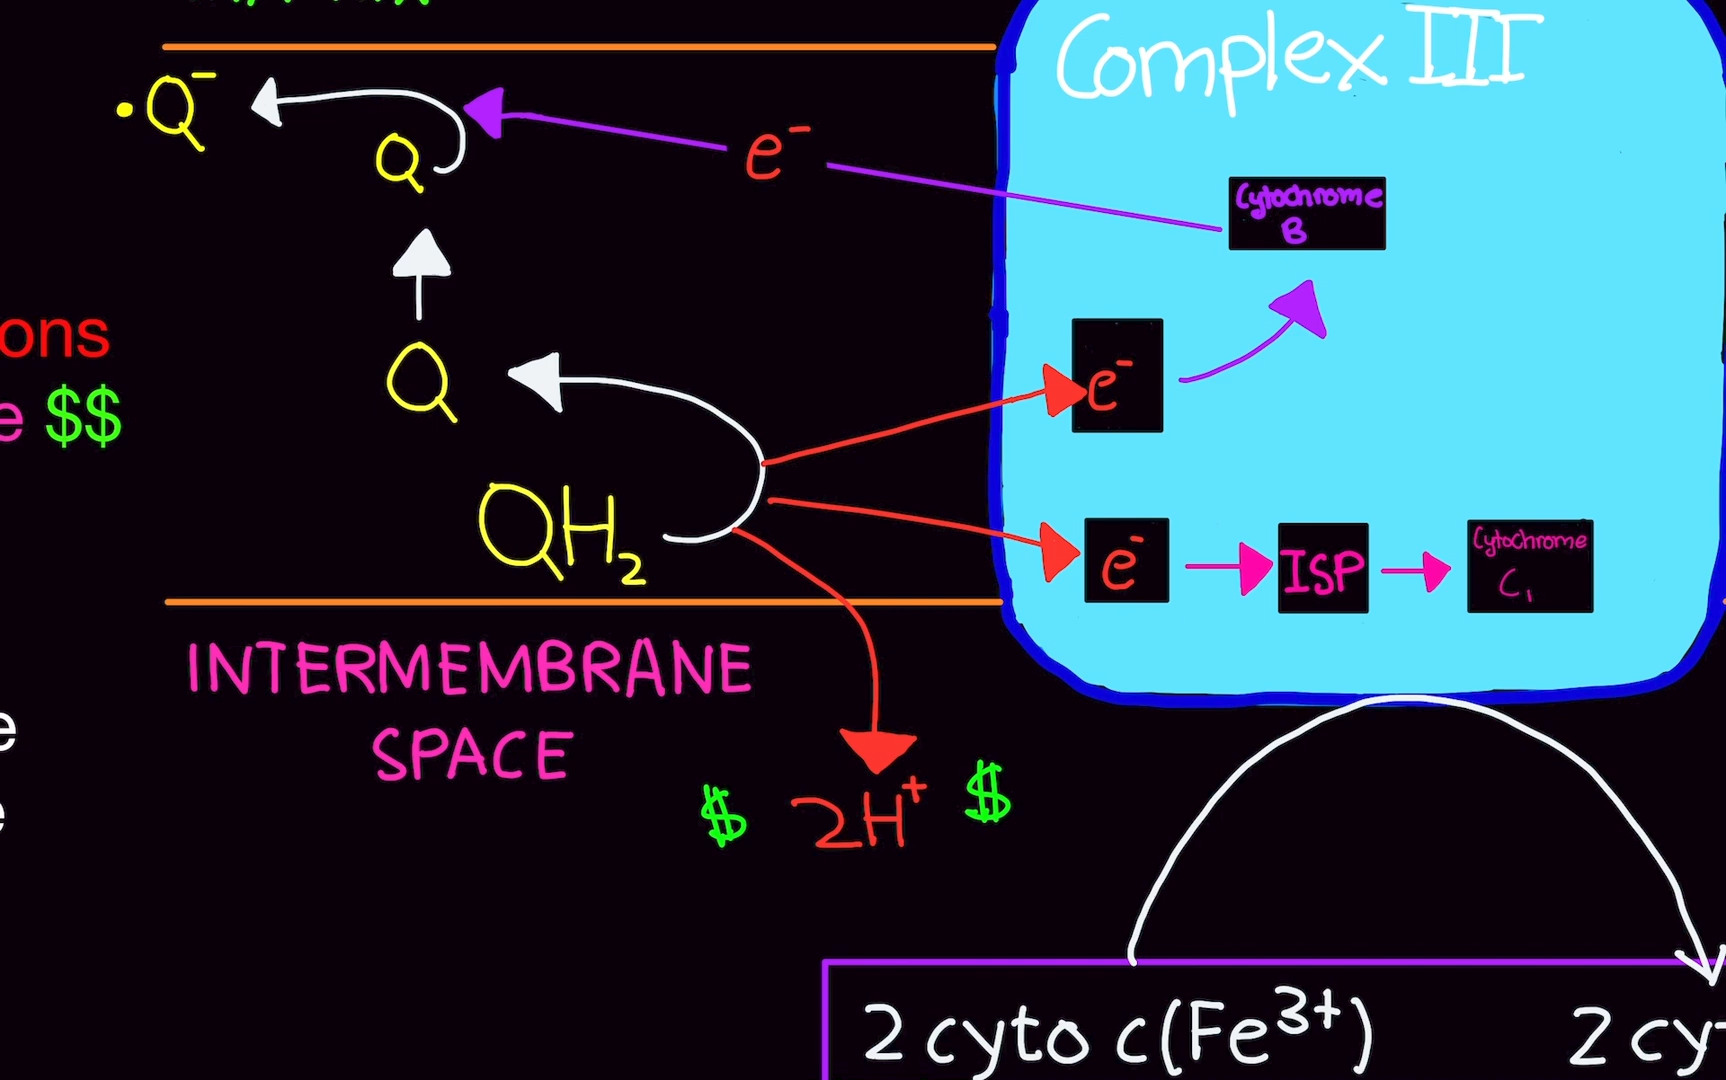 Complex III
•Q⁻
Q
e⁻
Cytochrome
B
ons
e $$
Q
e⁻
QH₂
e⁻
ISP
Cytochrome
C₁
INTERMEMBRANE
SPACE
e
$ 2H⁺ $
e
2 cyto c (Fe³⁺)
2 cy